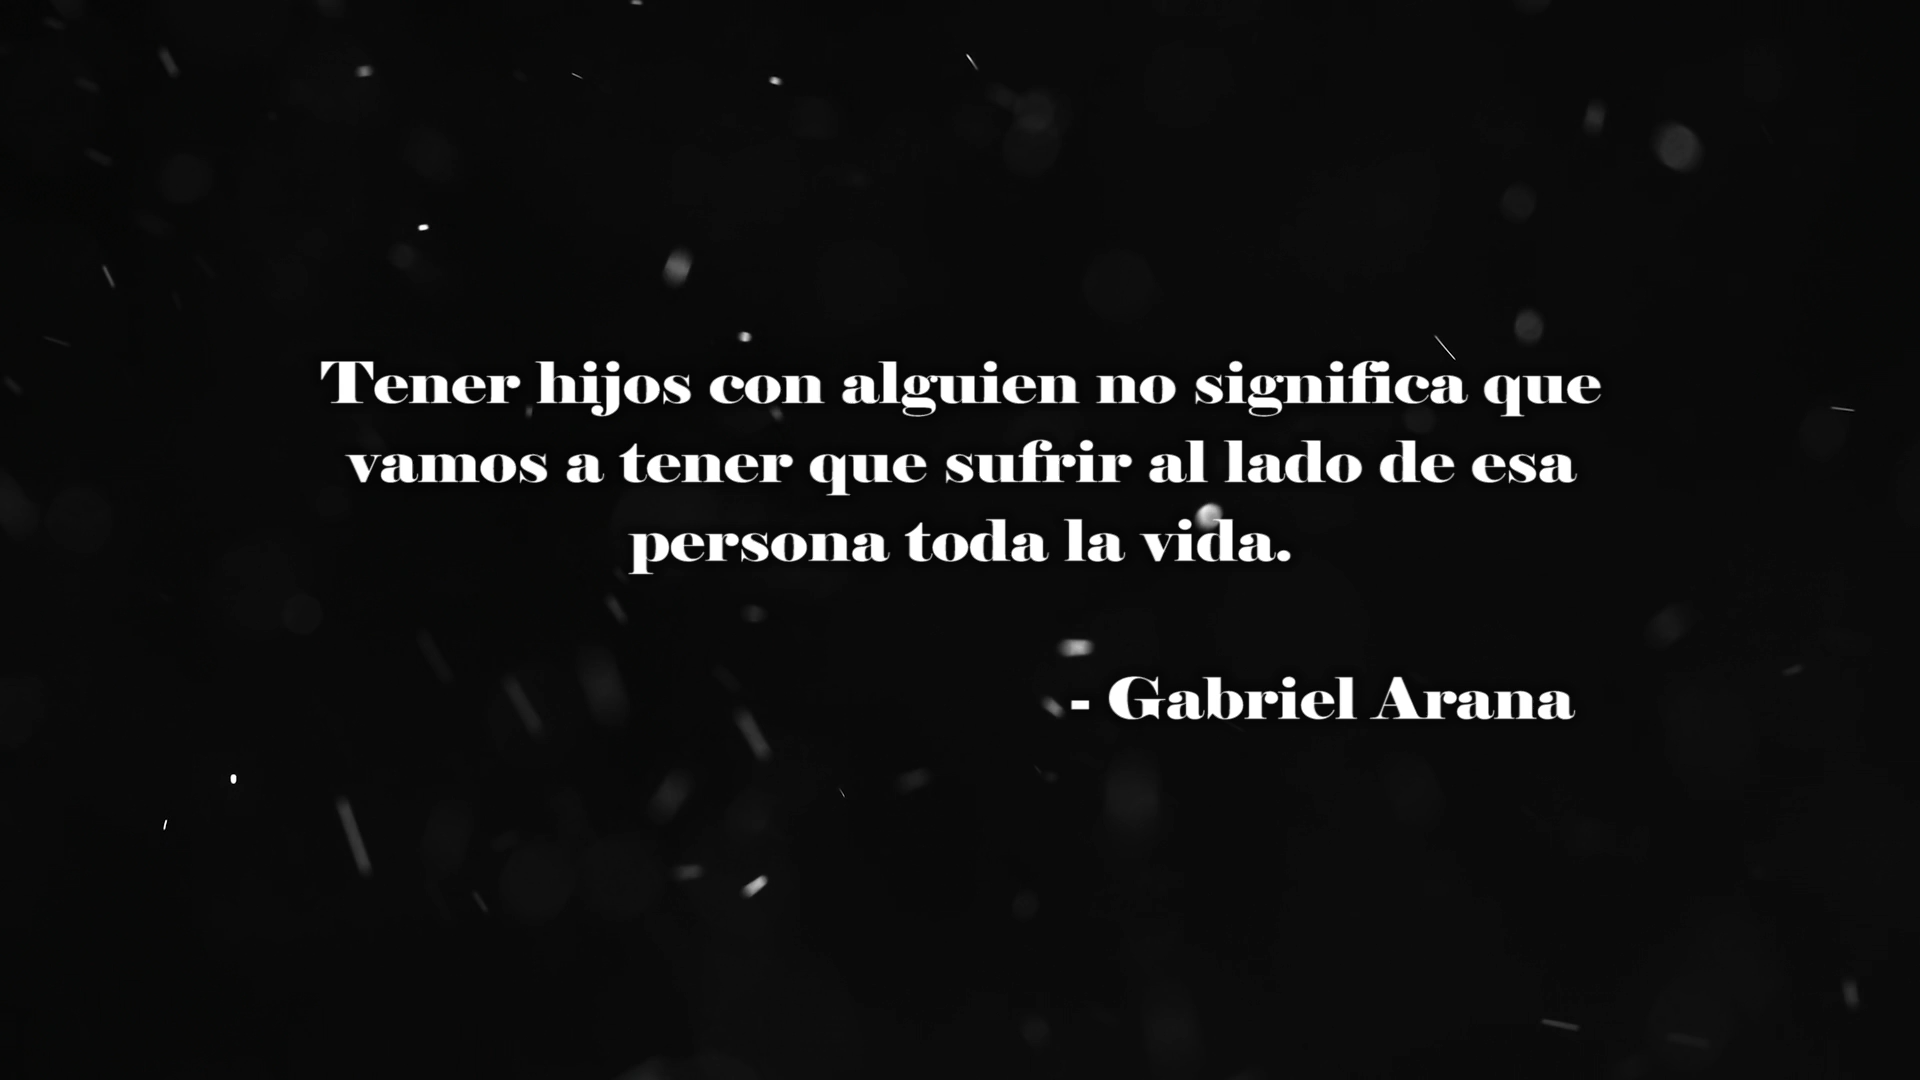 Tener hijos con alguien no significa que
vamos a tener que sufrir al lado de esa
persona toda la vida.
- Gabriel Arana